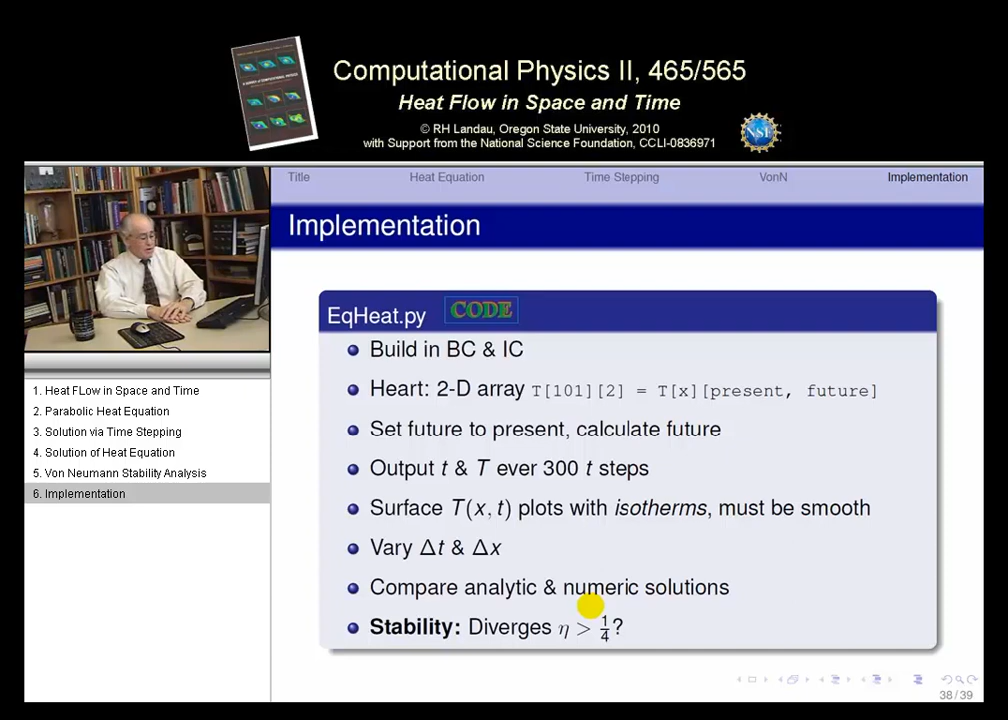 Computational Physics II, 465/565
Heat Flow in Space and Time
© RH Landau, Oregon State University, 2010
with Support from the National Science Foundation, CCLI-0836971
NSF
Title Heat Equation Time Stepping VonN Implementation
Implementation
EqHeat.py CODE
Build in BC & IC
Heart: 2-D array T[101][2] = T[x][present, future]
Set future to present, calculate future
Output t & T ever 300 t steps
Surface T(x, t) plots with isotherms, must be smooth
Vary Δt & Δx
Compare analytic & numeric solutions
Stability: Diverges η > 1/4?
1. Heat FLow in Space and Time
2. Parabolic Heat Equation
3. Solution via Time Stepping
4. Solution of Heat Equation
5. Von Neumann Stability Analysis
6. Implementation
38/39